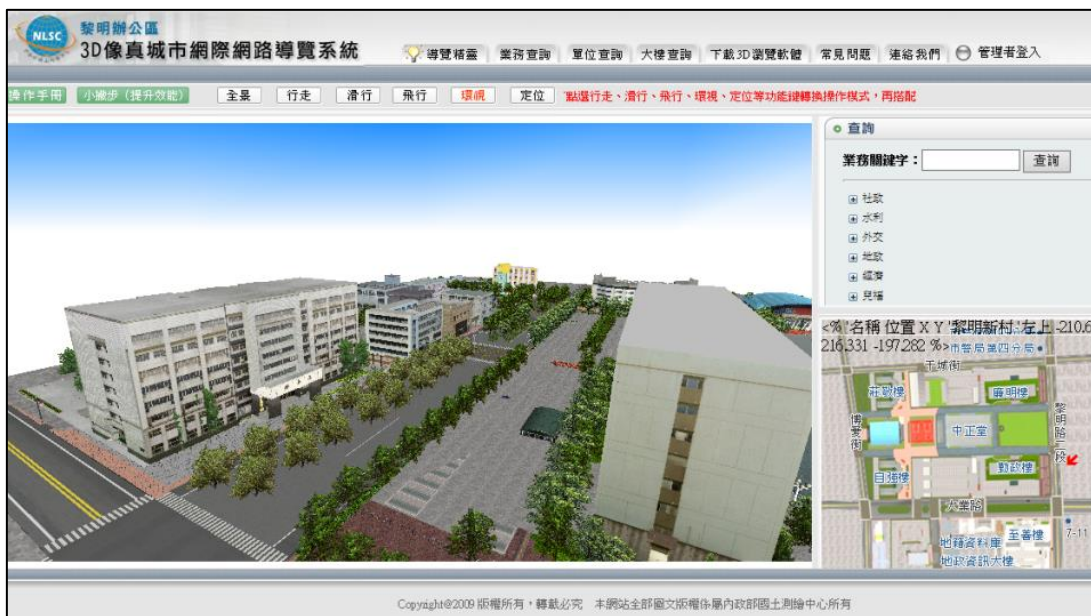 NLSC
黎明辦公區
3D像真城市網際網路導覽系統
導覽精靈 業務查詢 單位查詢 大樓查詢 下載3D瀏覽軟體 常見問題 連絡我們 管理者登入
操作手冊 小撇步（提升效能） 全景 行走 滑行 飛行 環視 定位 點選行走、滑行、飛行、環視、定位等功能鍵轉換操作模式，再搭配
查詢
業務關鍵字： 查詢
社政
水利
外交
地政
經濟
兒福
<% '名稱 位置 X Y '黎明新村 '左上 -210.6
216.331 -197.282 %>市警局第四分局
干城街
莊敬樓 廉明樓
博愛街 中正堂 黎明路二段
自強樓 勤政樓
大業路
至善樓 7-11
地籍資料庫
地政資訊大樓
Copyright@2009 版權所有，轉載必究 本網站全部圖文版權係屬內政部國土測繪中心所有